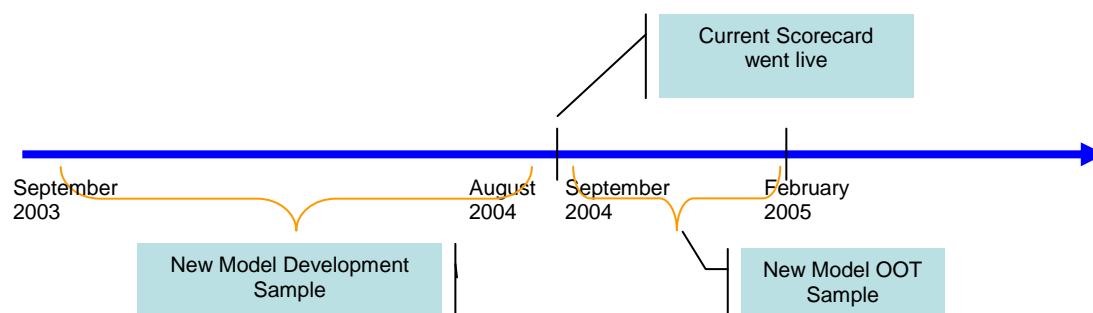 Current Scorecard
went live
September
2003
August
2004
September
2004
February
2005
New Model Development
Sample
New Model OOT
Sample